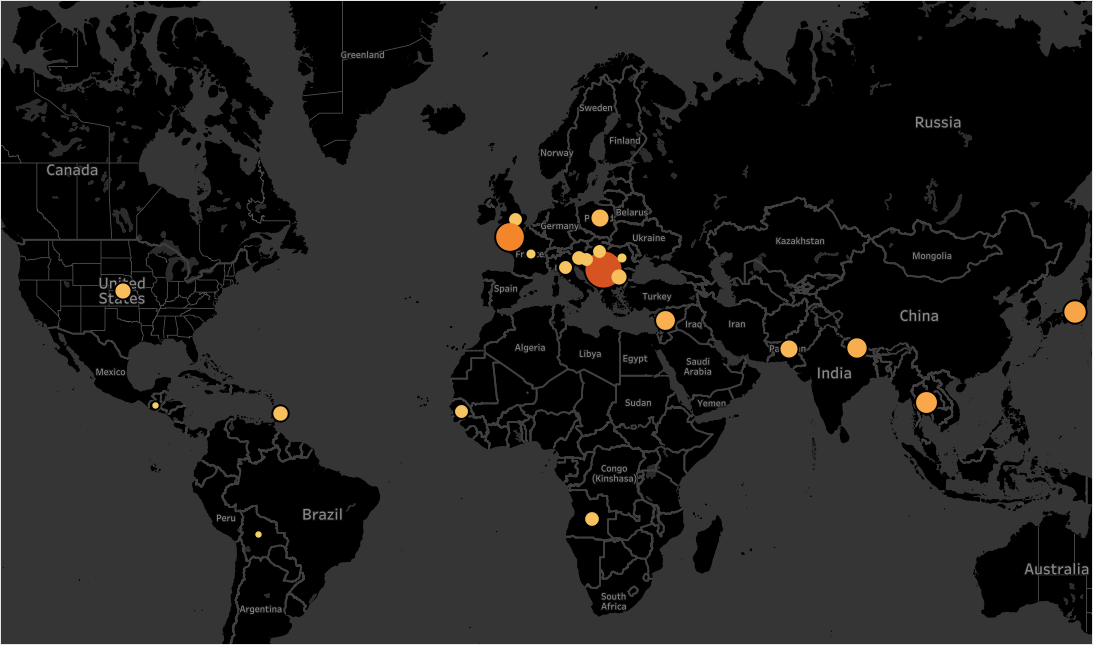 Greenland
Sweden
Russia
Finland
Norway
Canada
Belarus
Germany
Ukraine
Kazakhstan
Mongolia
United
States
Spain
Turkey
China
Iraq
Iran
Algeria
Libya
Egypt
Saudi
Arabia
India
Mexico
Sudan
Yemen
Congo
(Kinshasa)
Peru
Brazil
Australia
South
Africa
Argentina